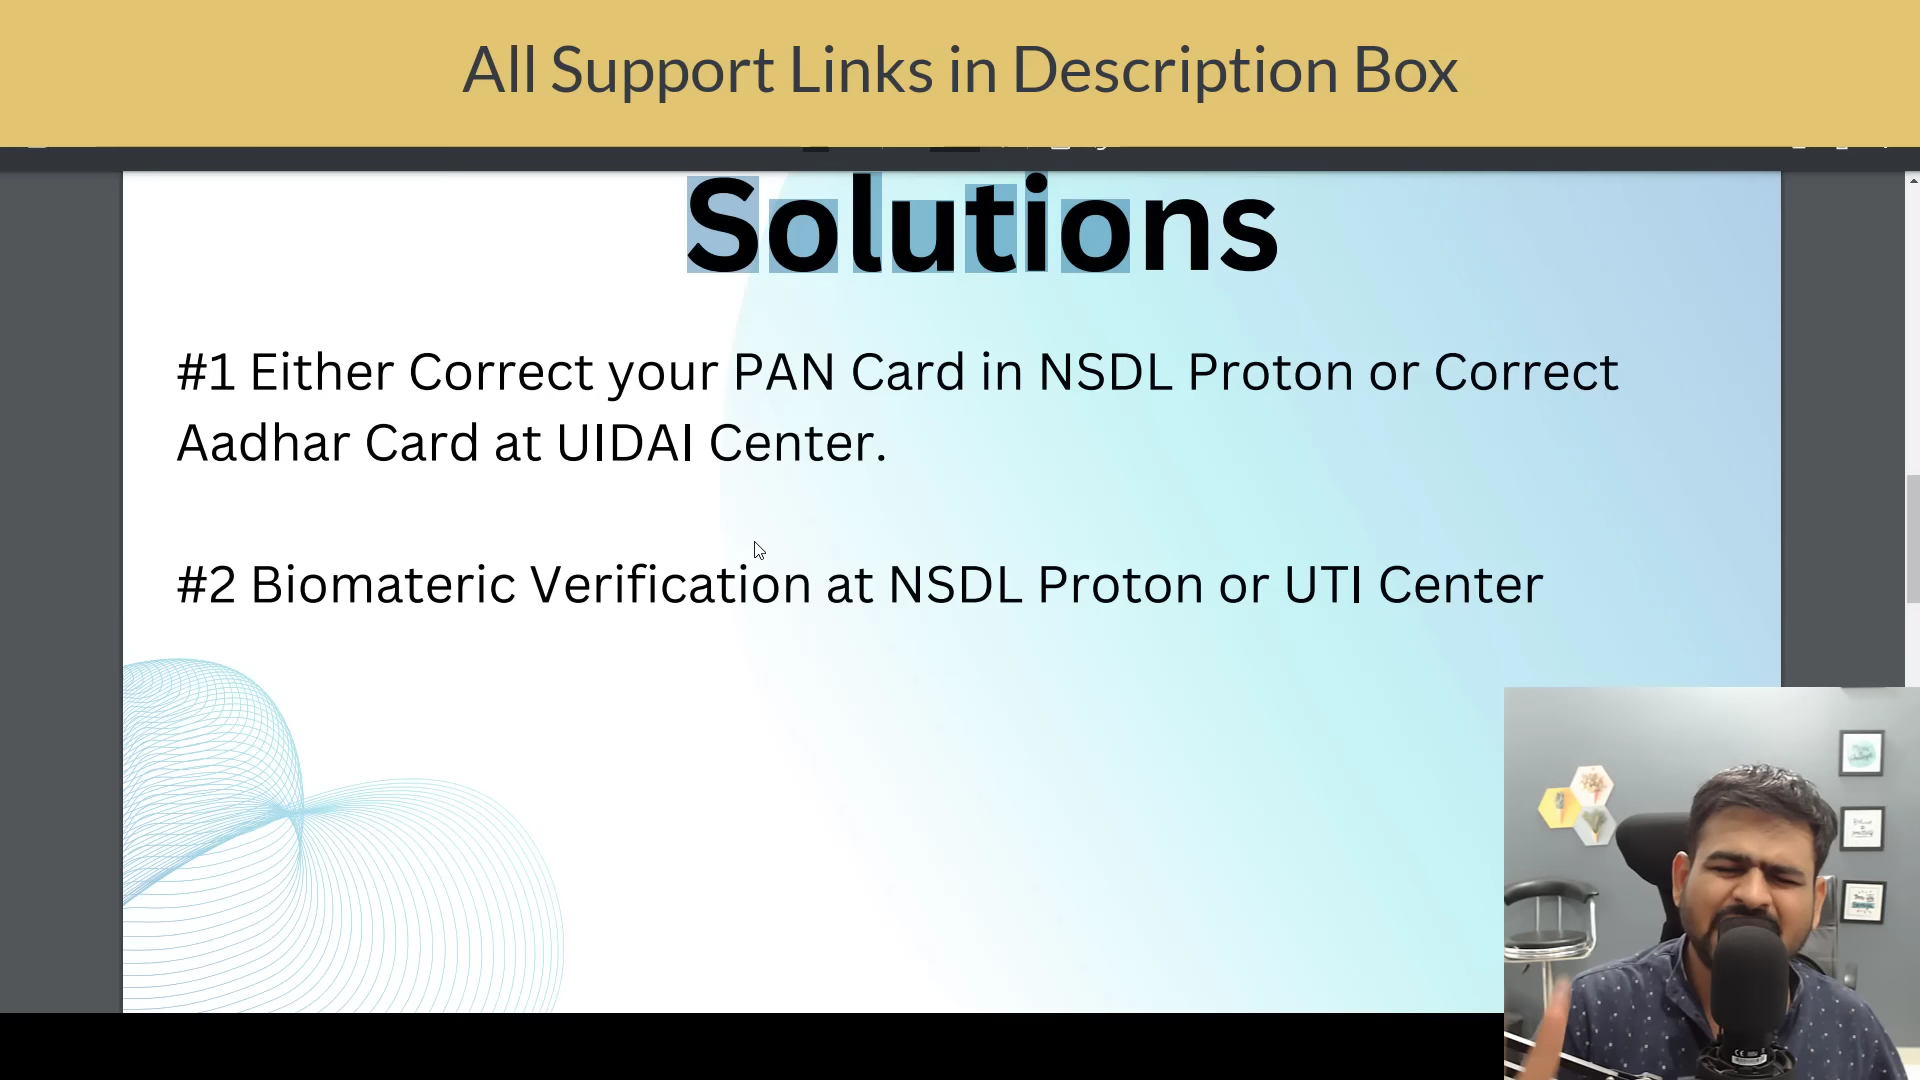 All Support Links in Description Box
Solutions
#1 Either Correct your PAN Card in NSDL Proton or Correct
Aadhar Card at UIDAI Center.
#2 Biomateric Verification at NSDL Proton or UTI Center